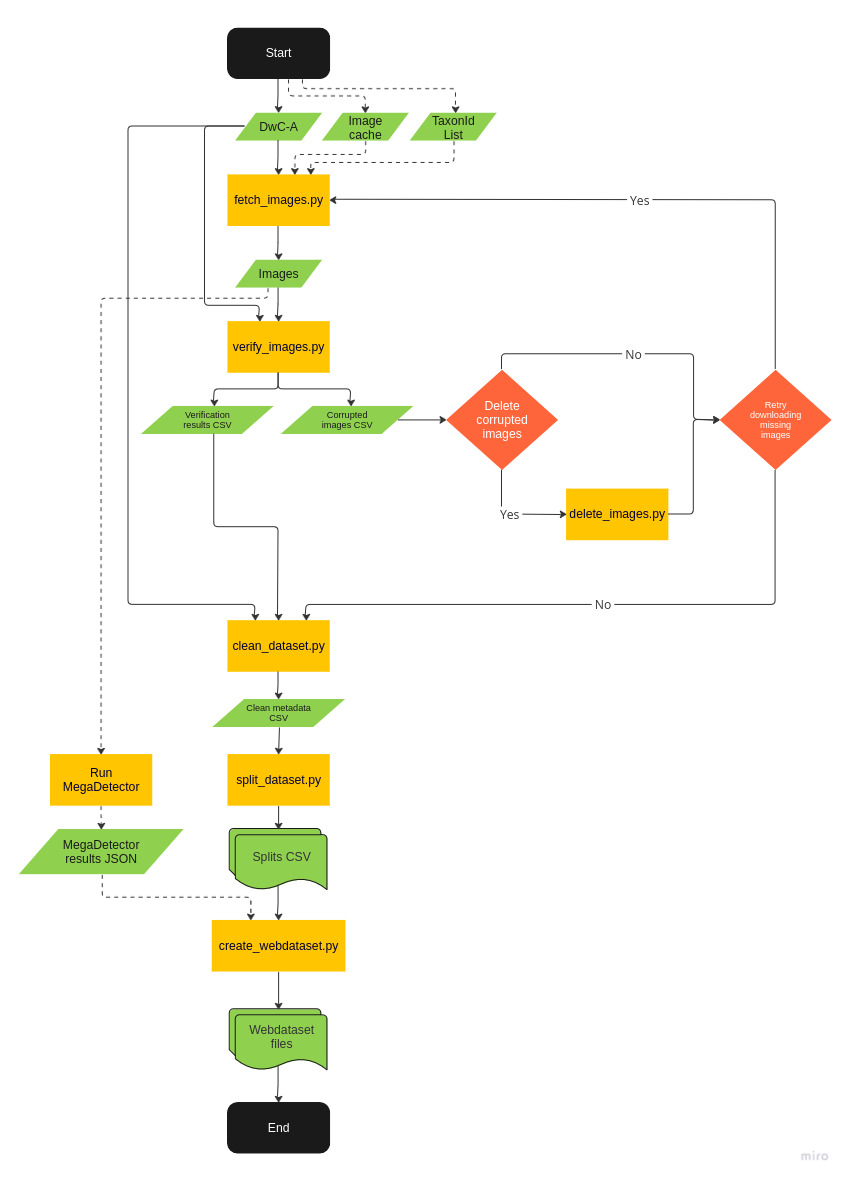 Start
DwC-A
Image
cache
TaxonId
List
fetch_images.py
Yes
Images
verify_images.py
No
Verification
results CSV
Corrupted
images CSV
Delete
corrupted
images
Retry
downloading
missing
images
Yes
delete_images.py
No
clean_dataset.py
Clean metadata
CSV
Run
MegaDetector
split_dataset.py
MegaDetector
results JSON
Splits CSV
create_webdataset.py
Webdataset
files
End
miro